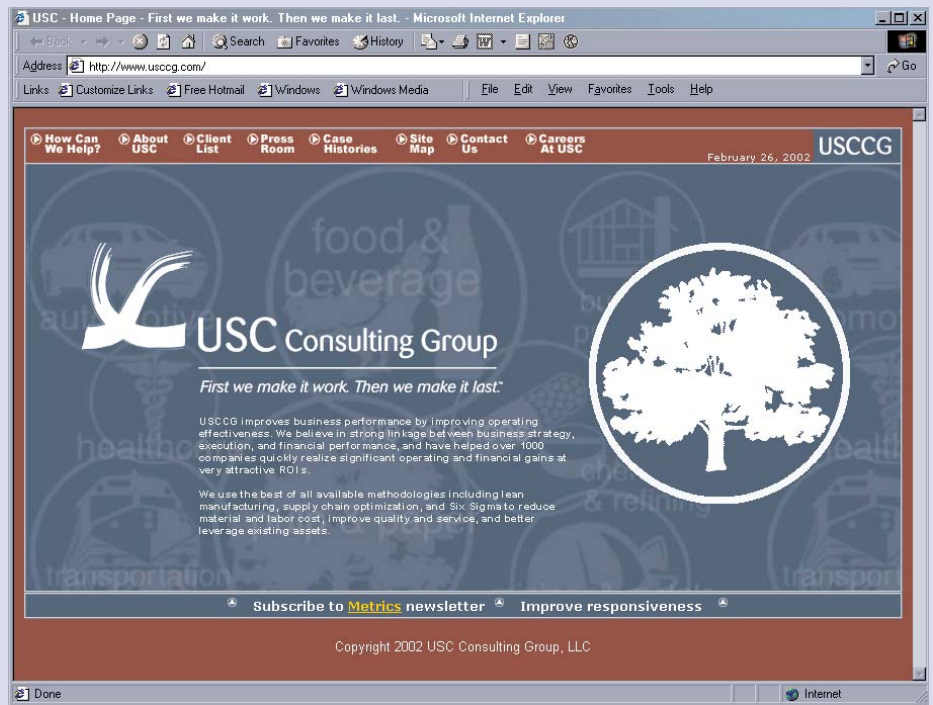 USC - Home Page - First we make it work. Then we make it last. - Microsoft Internet Explorer
Back Search Favorites History
Address http://www.usccg.com/ Go
Links Customize Links Free Hotmail Windows Windows Media File Edit View Favorites Tools Help
How Can We Help?
About USC
Client List
Press Room
Case Histories
Site Map
Contact Us
Careers At USC
February 26, 2002
USCCG
food &
beverage
automotive
healthc
& refining
& paper
transportation
transport
USC Consulting Group
First we make it work. Then we make it last.™
USCCG improves business performance by improving operating
effectiveness. We believe in strong linkage between business strategy,
execution, and financial performance, and have helped over 1000
companies quickly realize significant operating and financial gains at
very attractive ROIs.
We use the best of all available methodologies including lean
manufacturing, supply chain optimization, and Six Sigma to reduce
material and labor cost, improve quality and service, and better
leverage existing assets.
Subscribe to Metrics newsletter Improve responsiveness
Copyright 2002 USC Consulting Group, LLC
Done Internet